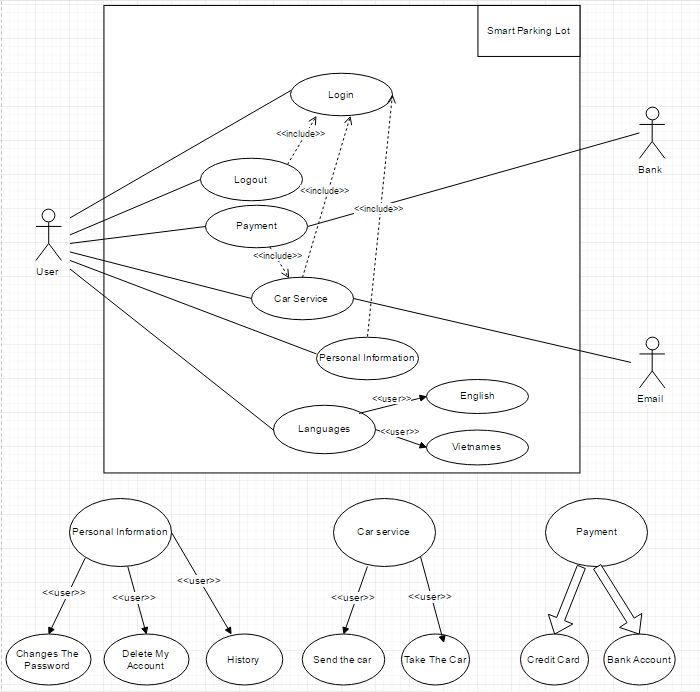 Smart Parking Lot
Login
<<include>>
Bank
Logout
<<include>>
<<include>>
Payment
<<include>>
User
Car Service
Personal Information
Email
English
<<user>>
Languages
<<user>>
Vietnames
Personal Information
Car service
Payment
<<user>>
<<user>>
<<user>>
<<user>>
<<user>>
Changes The
Password
Delete My
Account
History
Send the car
Take The Car
Credit Card
Bank Account